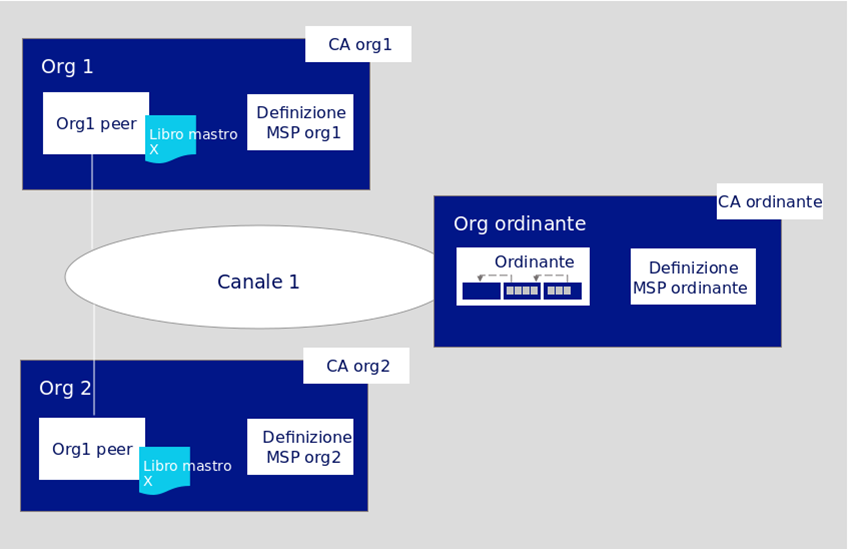 CA org1
Org 1
Org1 peer
Libro mastro
X
Definizione
MSP org1
CA ordinante
Org ordinante
Ordinante
Definizione
MSP ordinante
Canale 1
CA org2
Org 2
Org1 peer
Libro mastro
X
Definizione
MSP org2